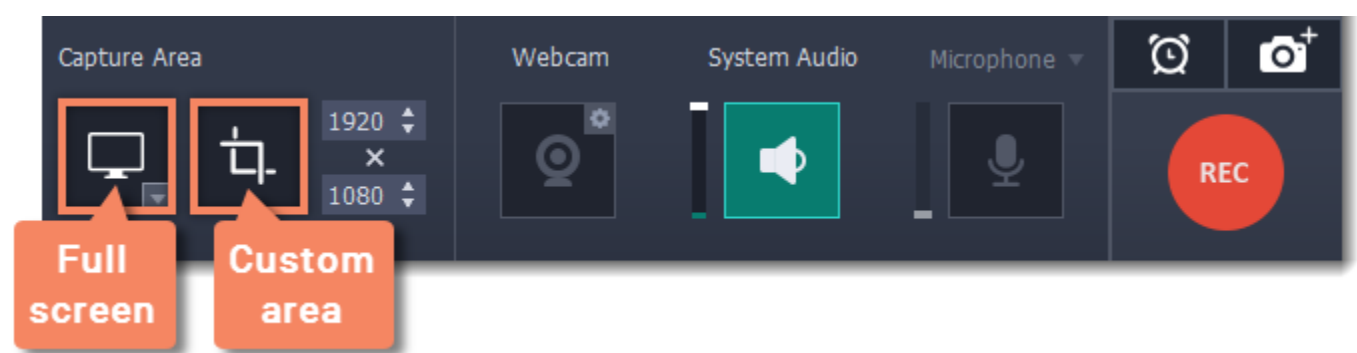 Capture Area
Webcam
System Audio
Microphone
1920
×
1080
REC
Full
screen
Custom
area